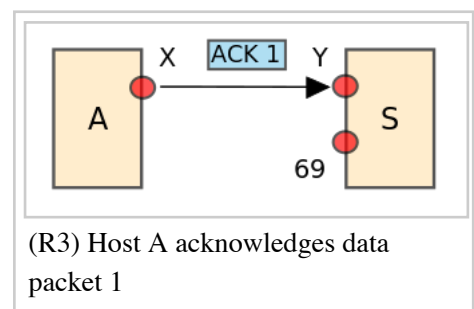 X ACK 1 Y
A S
69
(R3) Host A acknowledges data
packet 1